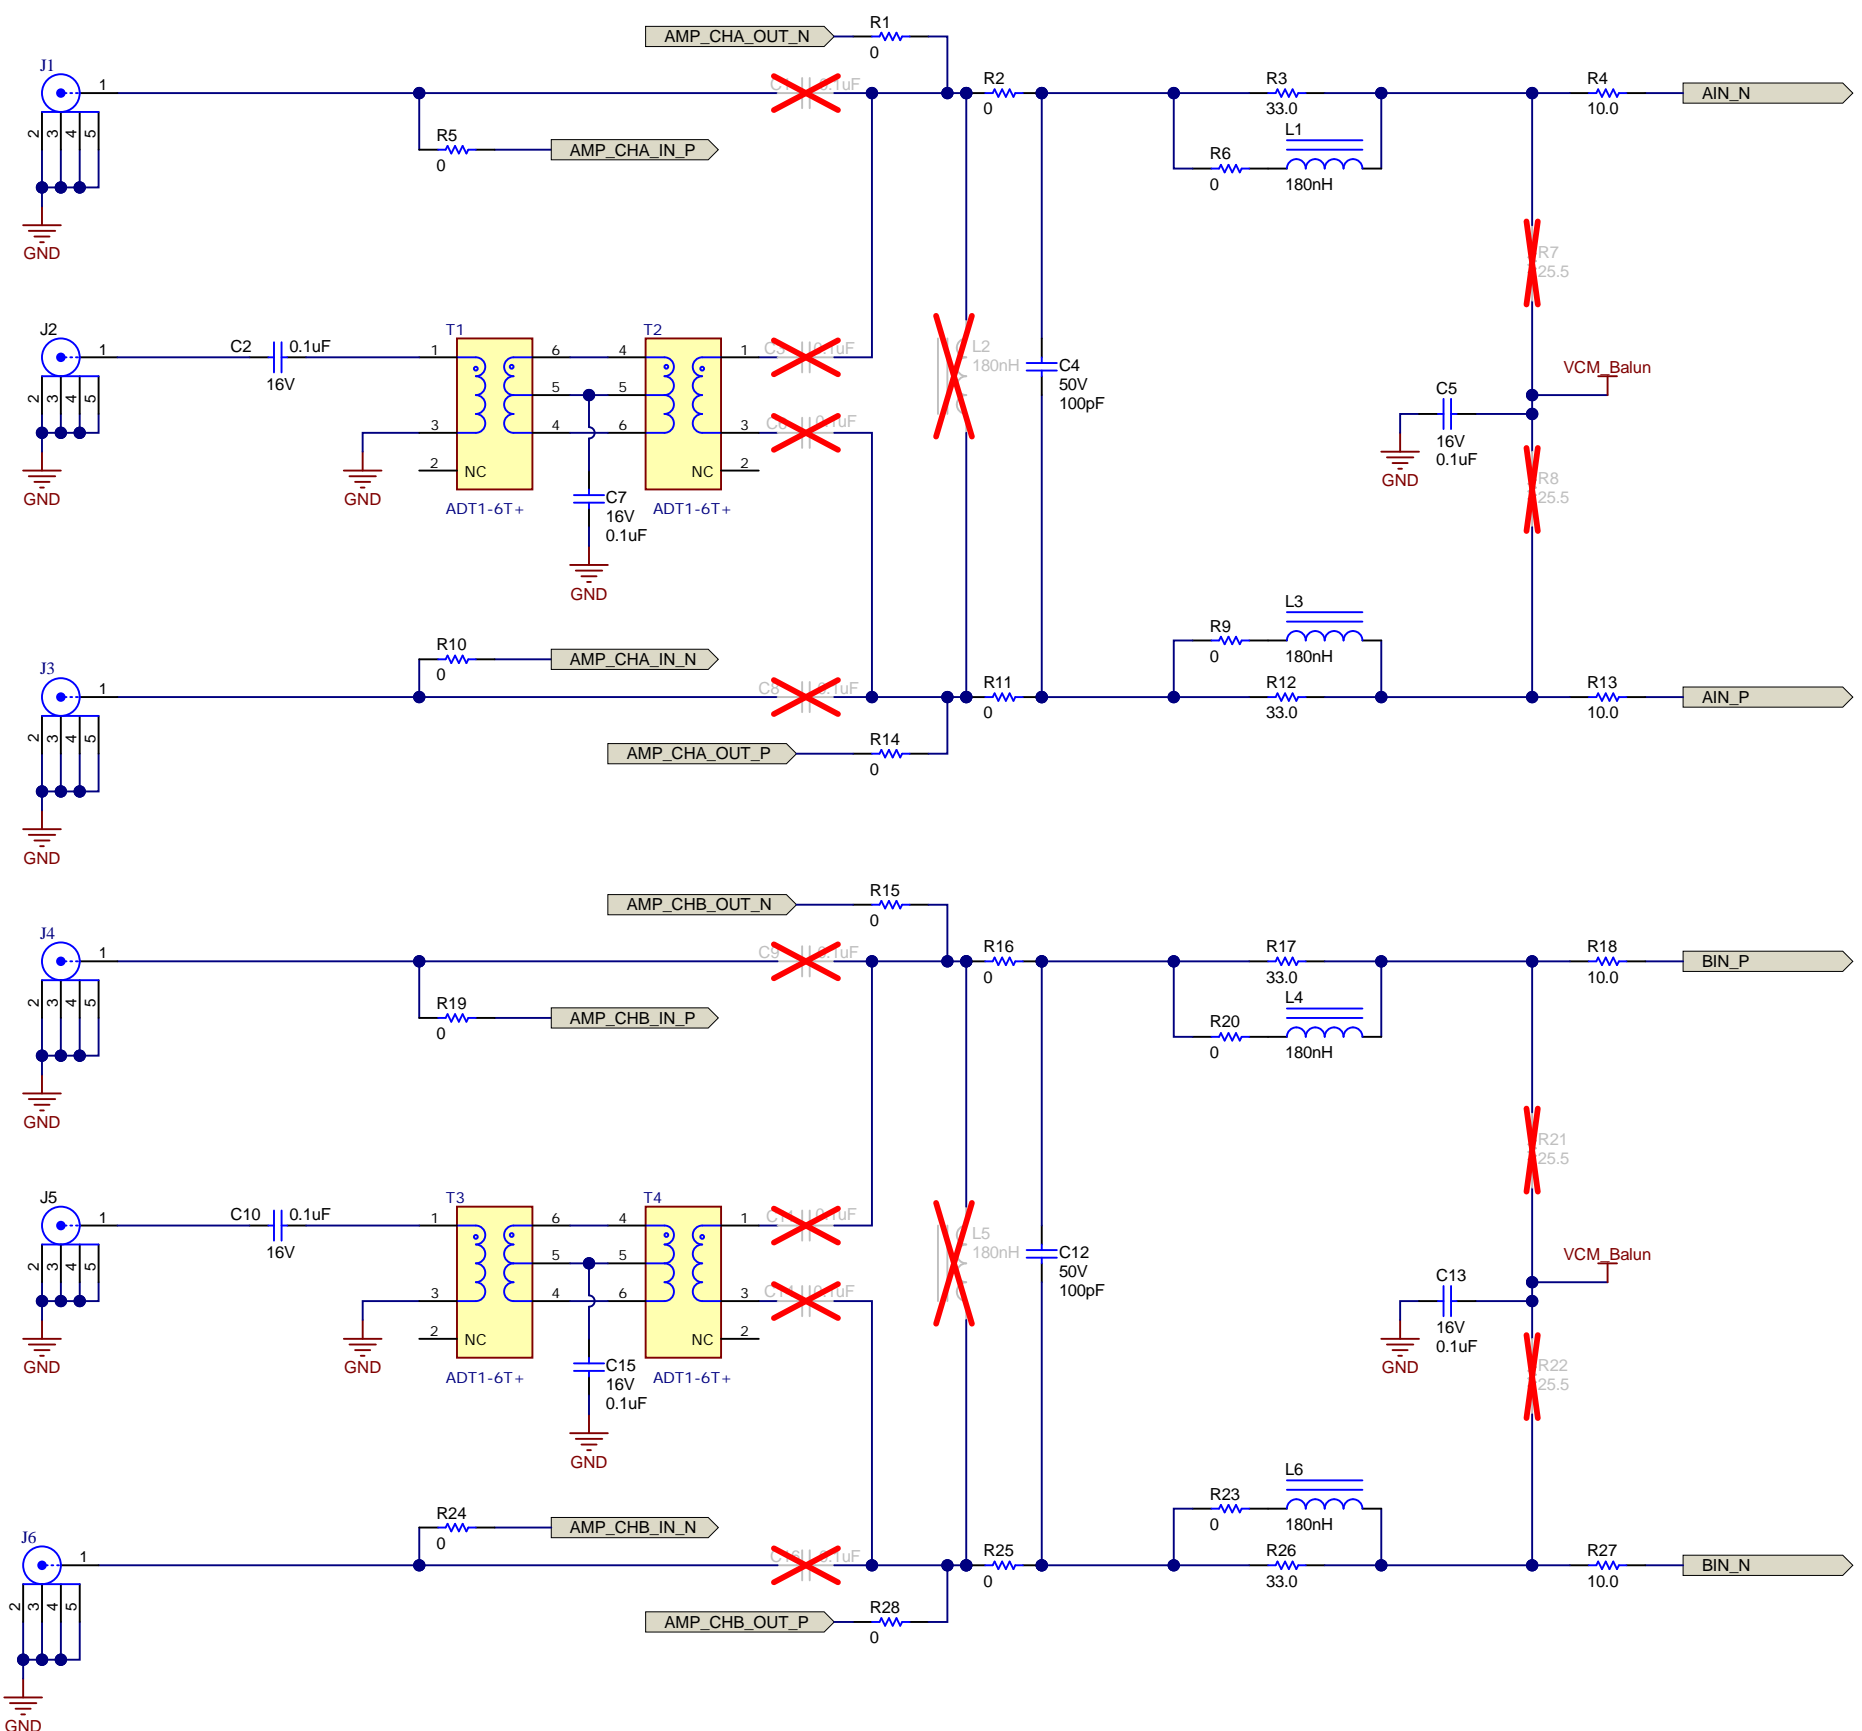 AMP_CHA_OUT_N
R1
0
J1
1
2 3 4 5
GND
R5
0
AMP_CHA_IN_P
R2
0
R3
33.0
L1
R6
0
180nH
R4
10.0
AIN_N
R7
25.5
J2
1
2 3 4 5
GND
C2
0.1uF
16V
T1
1
3
2
NC
6
5
4
ADT1-6T+
GND
T2
4
5
6
1
3
2
ADT1-6T+
C7
16V
0.1uF
GND
L2
180nH
C4
50V
100pF
VCM_Balun
C5
16V
0.1uF
GND
R8
25.5
J3
1
2 3 4 5
GND
R10
0
AMP_CHA_IN_N
C8
AMP_CHA_OUT_P
R14
0
R11
0
L3
R9
0
180nH
R12
33.0
R13
10.0
AIN_P
AMP_CHB_OUT_N
R15
0
J4
1
2 3 4 5
GND
R19
0
AMP_CHB_IN_P
C9
R16
0
R17
33.0
L4
R20
0
180nH
R18
10.0
BIN_P
R21
25.5
J5
1
2 3 4 5
GND
C10
0.1uF
16V
T3
1
3
2
NC
6
5
4
ADT1-6T+
GND
T4
4
5
6
1
3
2
ADT1-6T+
C15
16V
0.1uF
GND
L5
180nH
C12
50V
100pF
VCM_Balun
C13
16V
0.1uF
GND
R22
25.5
J6
1
2 3 4 5
GND
R24
0
AMP_CHB_IN_N
AMP_CHB_OUT_P
R28
0
R25
0
L6
R23
0
180nH
R26
33.0
R27
10.0
BIN_N